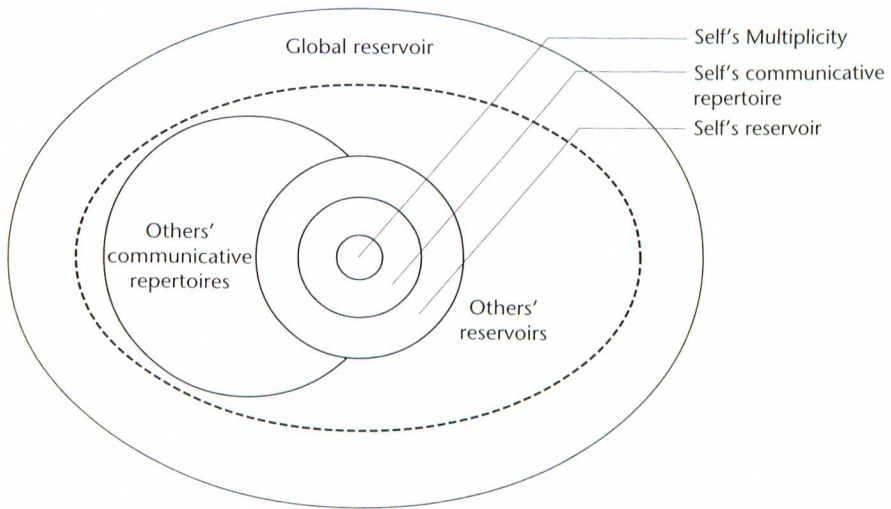 Global reservoir
Self's Multiplicity
Self's communicative
repertoire
Self's reservoir
Others'
communicative
repertoires
Others'
reservoirs